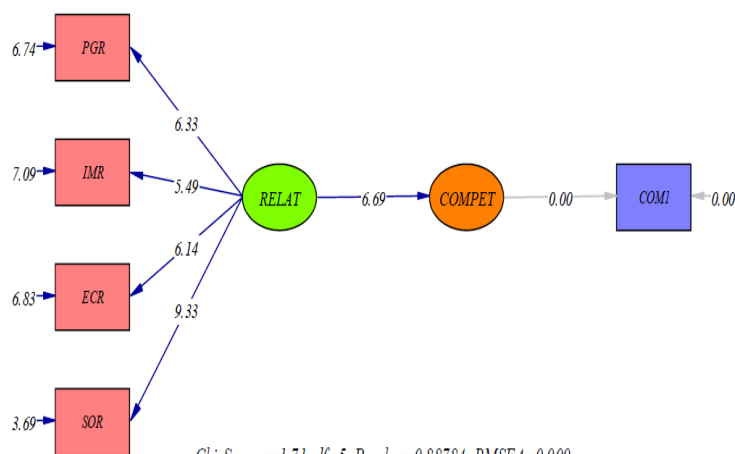 6.74 PGR
6.33
7.09 IMR
5.49
RELAT 6.69 COMPET 0.00 COM1 0.00
6.14
6.83 ECR
9.33
3.69 SOR